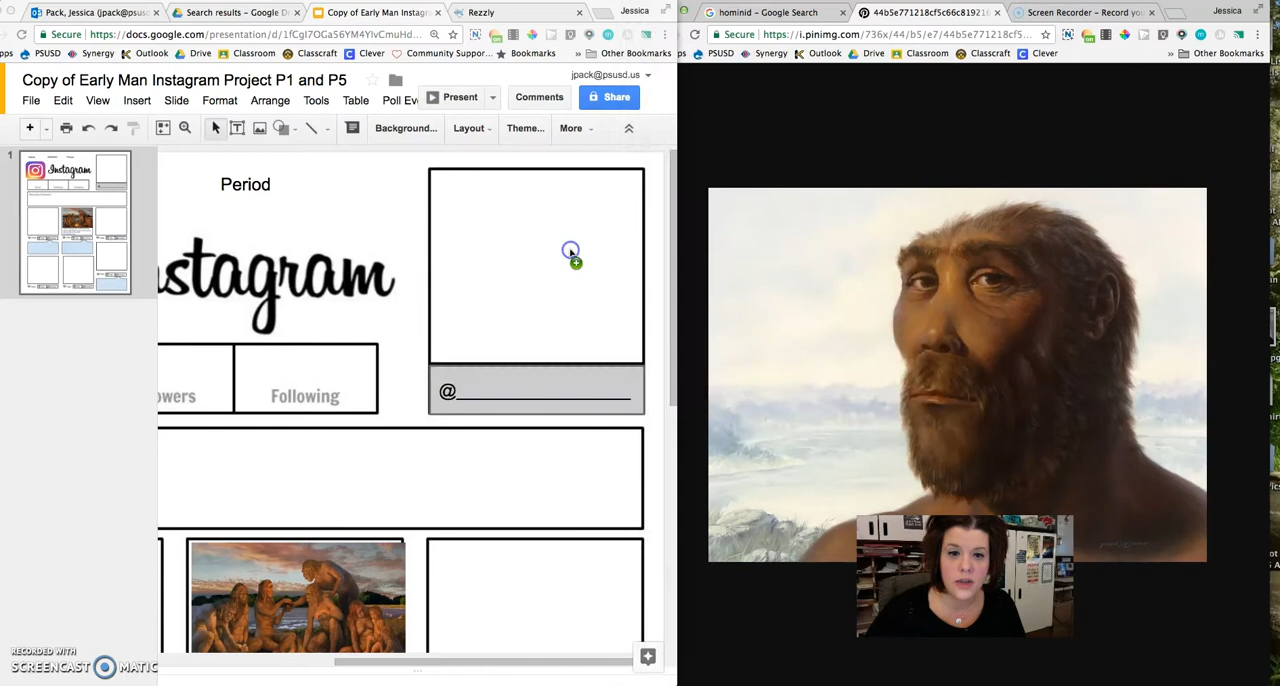 Pack, Jessica (jpack@psusd
Search results – Google D
Copy of Early Man Instagram
Rezzly
Jessica
Secure
https://docs.google.com/presentation/d/1fCgI7OGa56YM4YlvCmuHd...
PSUSD
Synergy
Outlook
Drive
Classroom
Classcraft
Clever
Community Suppor...
Bookmarks
Other Bookmarks
Copy of Early Man Instagram Project P1 and P5
jpack@psusd.us
File Edit View Insert Slide Format Arrange Tools Table Poll Ev
Present
Comments
Share
Background...
Layout
Theme...
More
1
Period
Instagram
stagram
owers
Following
@
RECORDED WITH
SCREENCAST MATIC
hominid – Google Search
44b5e771218cf5c66c819216
Screen Recorder – Record you
Jessica
Secure
https://i.pinimg.com/736x/44/b5/e7/44b5e771218cf5...
PSUSD
Synergy
Outlook
Drive
Classroom
Classcraft
Clever
Other Bookmarks